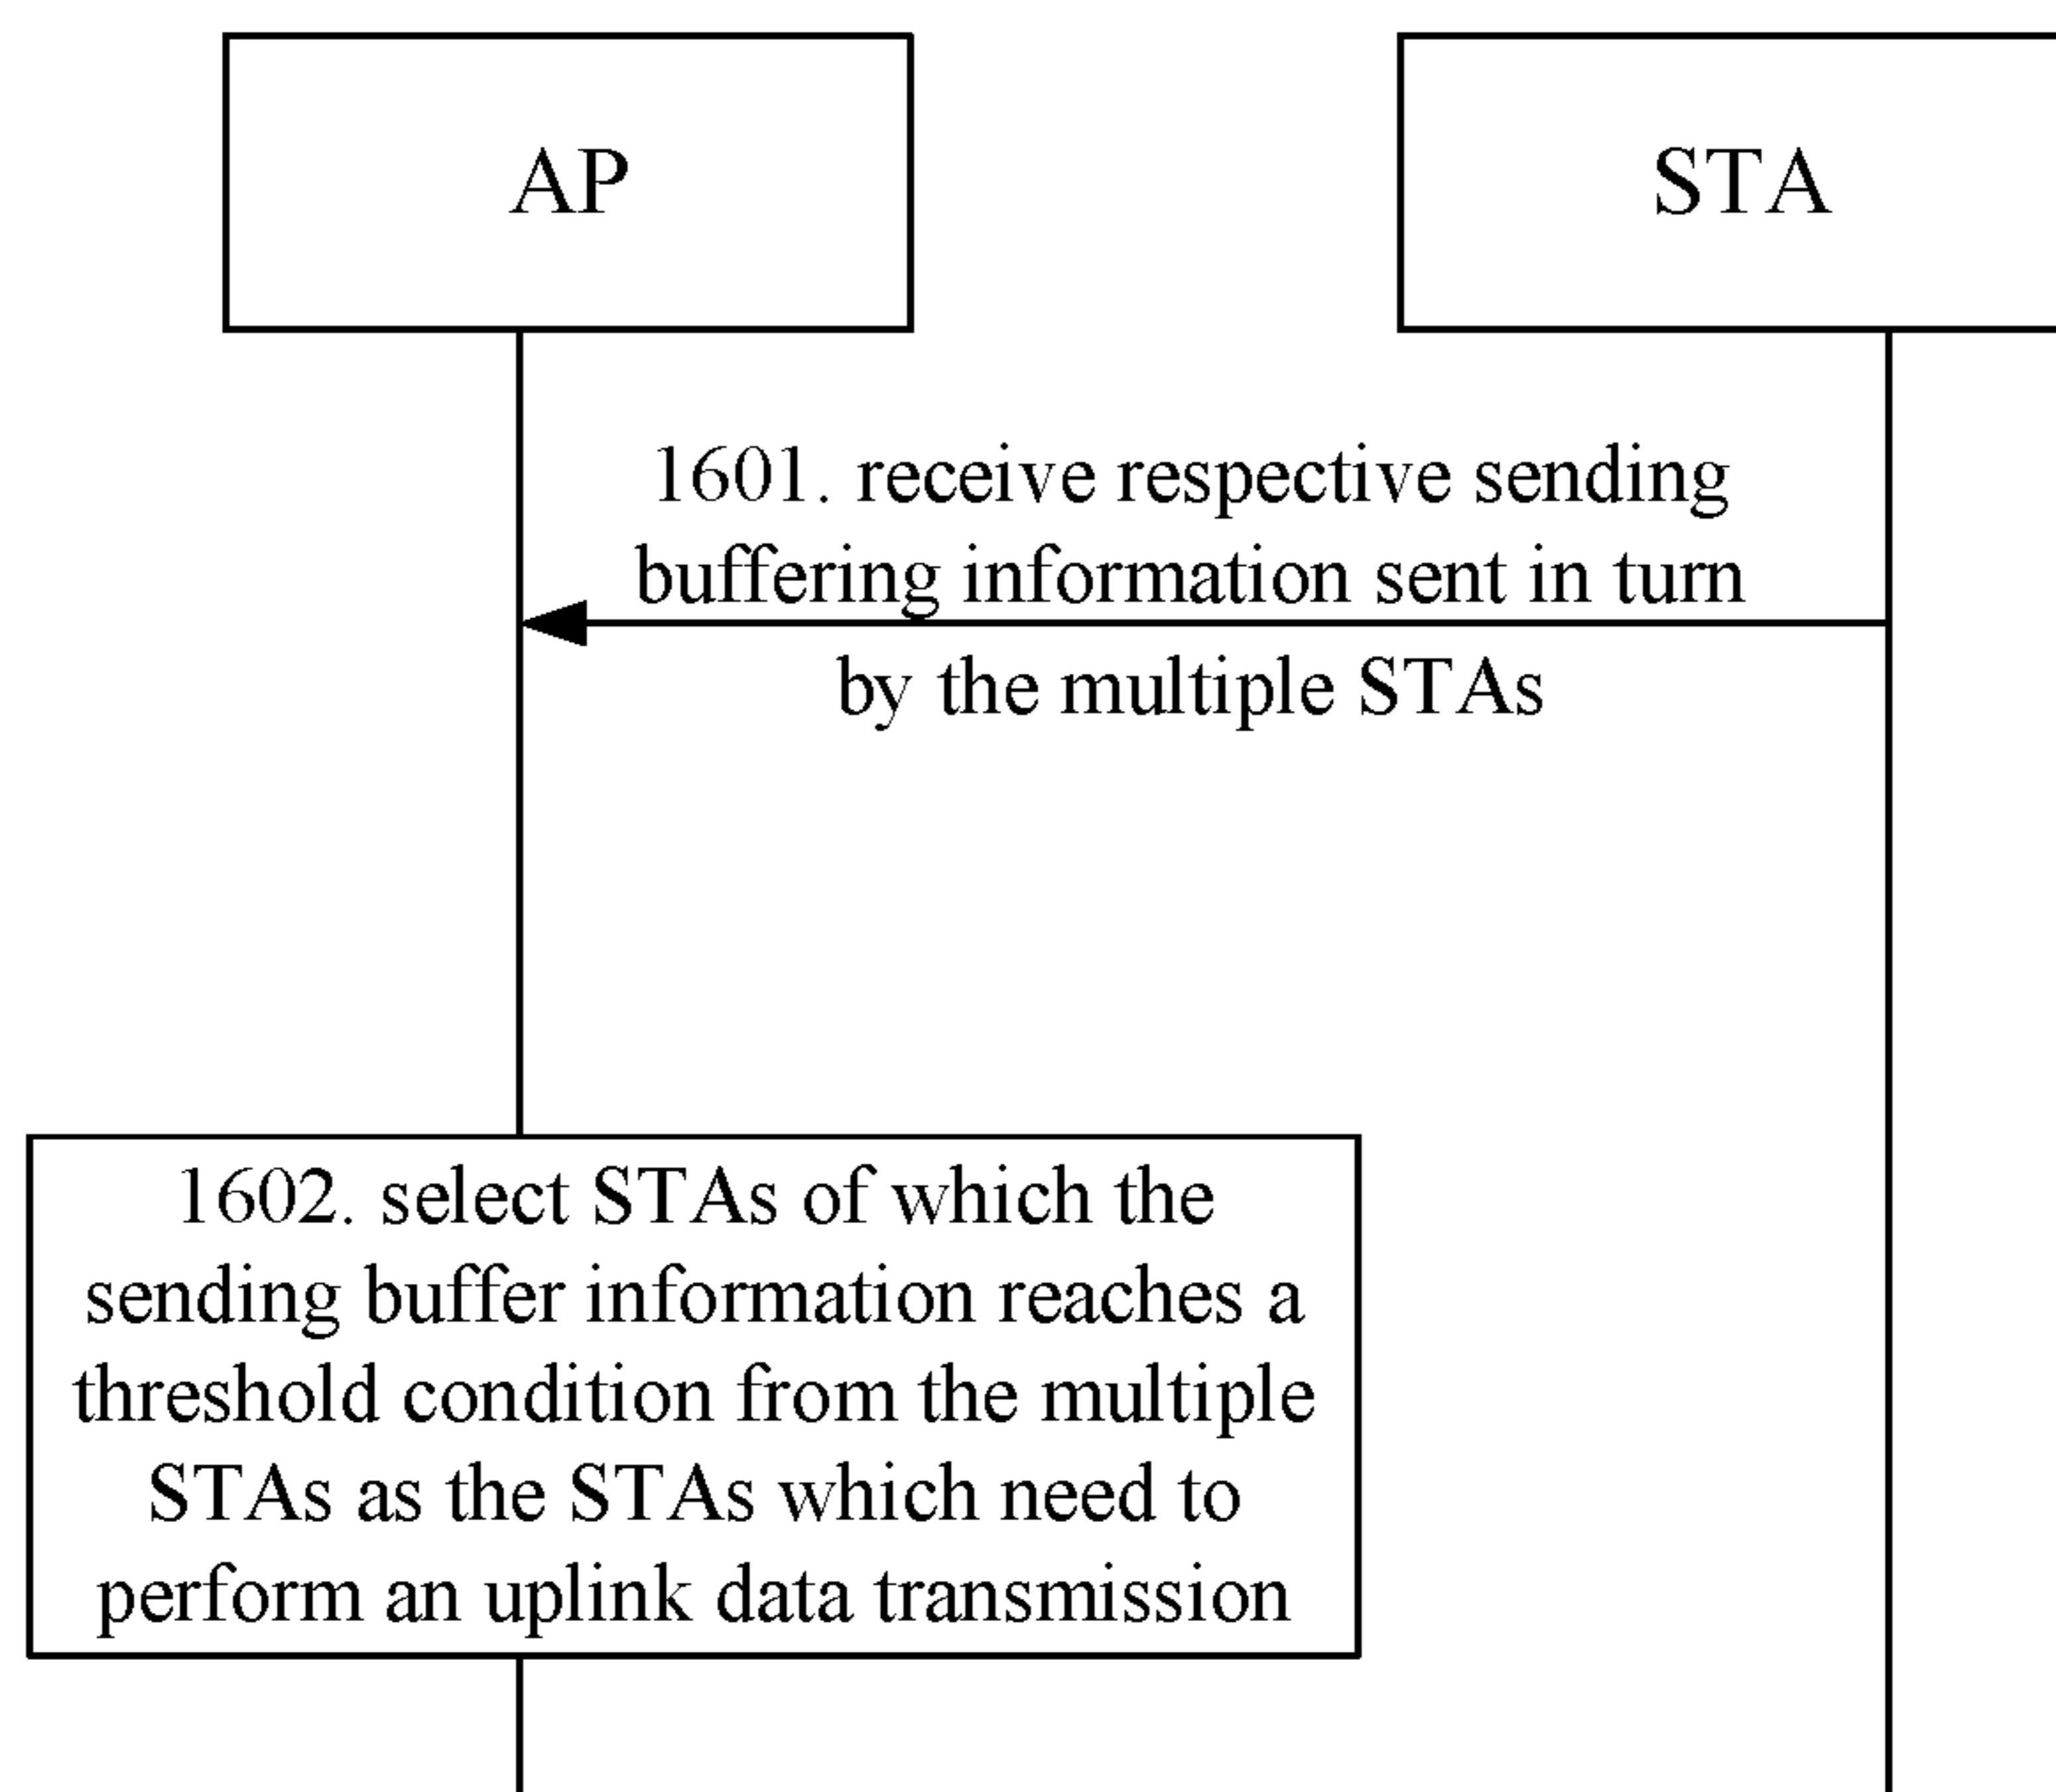 AP
STA
1601. receive respective sending
buffering information sent in turn
by the multiple STAs
1602. select STAs of which the
sending buffer information reaches a
threshold condition from the multiple
STAs as the STAs which need to
perform an uplink data transmission